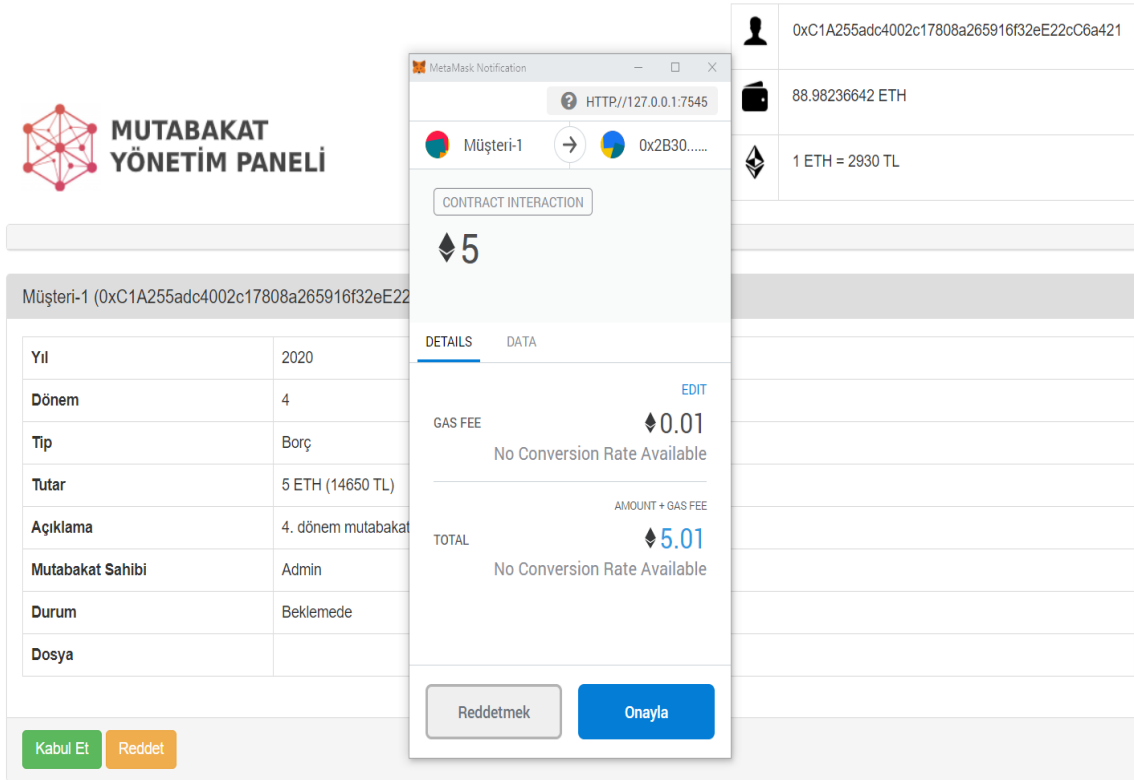 0xC1A255adc4002c17808a265916f32eE22cC6a421
88.98236642 ETH
1 ETH = 2930 TL
MUTABAKAT
YÖNETİM PANELİ
MetaMask Notification
HTTP://127.0.0.1:7545
Müşteri-1
0x2B30......
CONTRACT INTERACTION
5
DETAILS DATA
EDIT
GAS FEE 0.01
No Conversion Rate Available
AMOUNT + GAS FEE
TOTAL 5.01
No Conversion Rate Available
Reddetmek Onayla
Müşteri-1 (0xC1A255adc4002c17808a265916f32eE22
Yıl 2020
Dönem 4
Tip Borç
Tutar 5 ETH (14650 TL)
Açıklama 4. dönem mutabakat
Mutabakat Sahibi Admin
Durum Beklemede
Dosya
Kabul Et Reddet